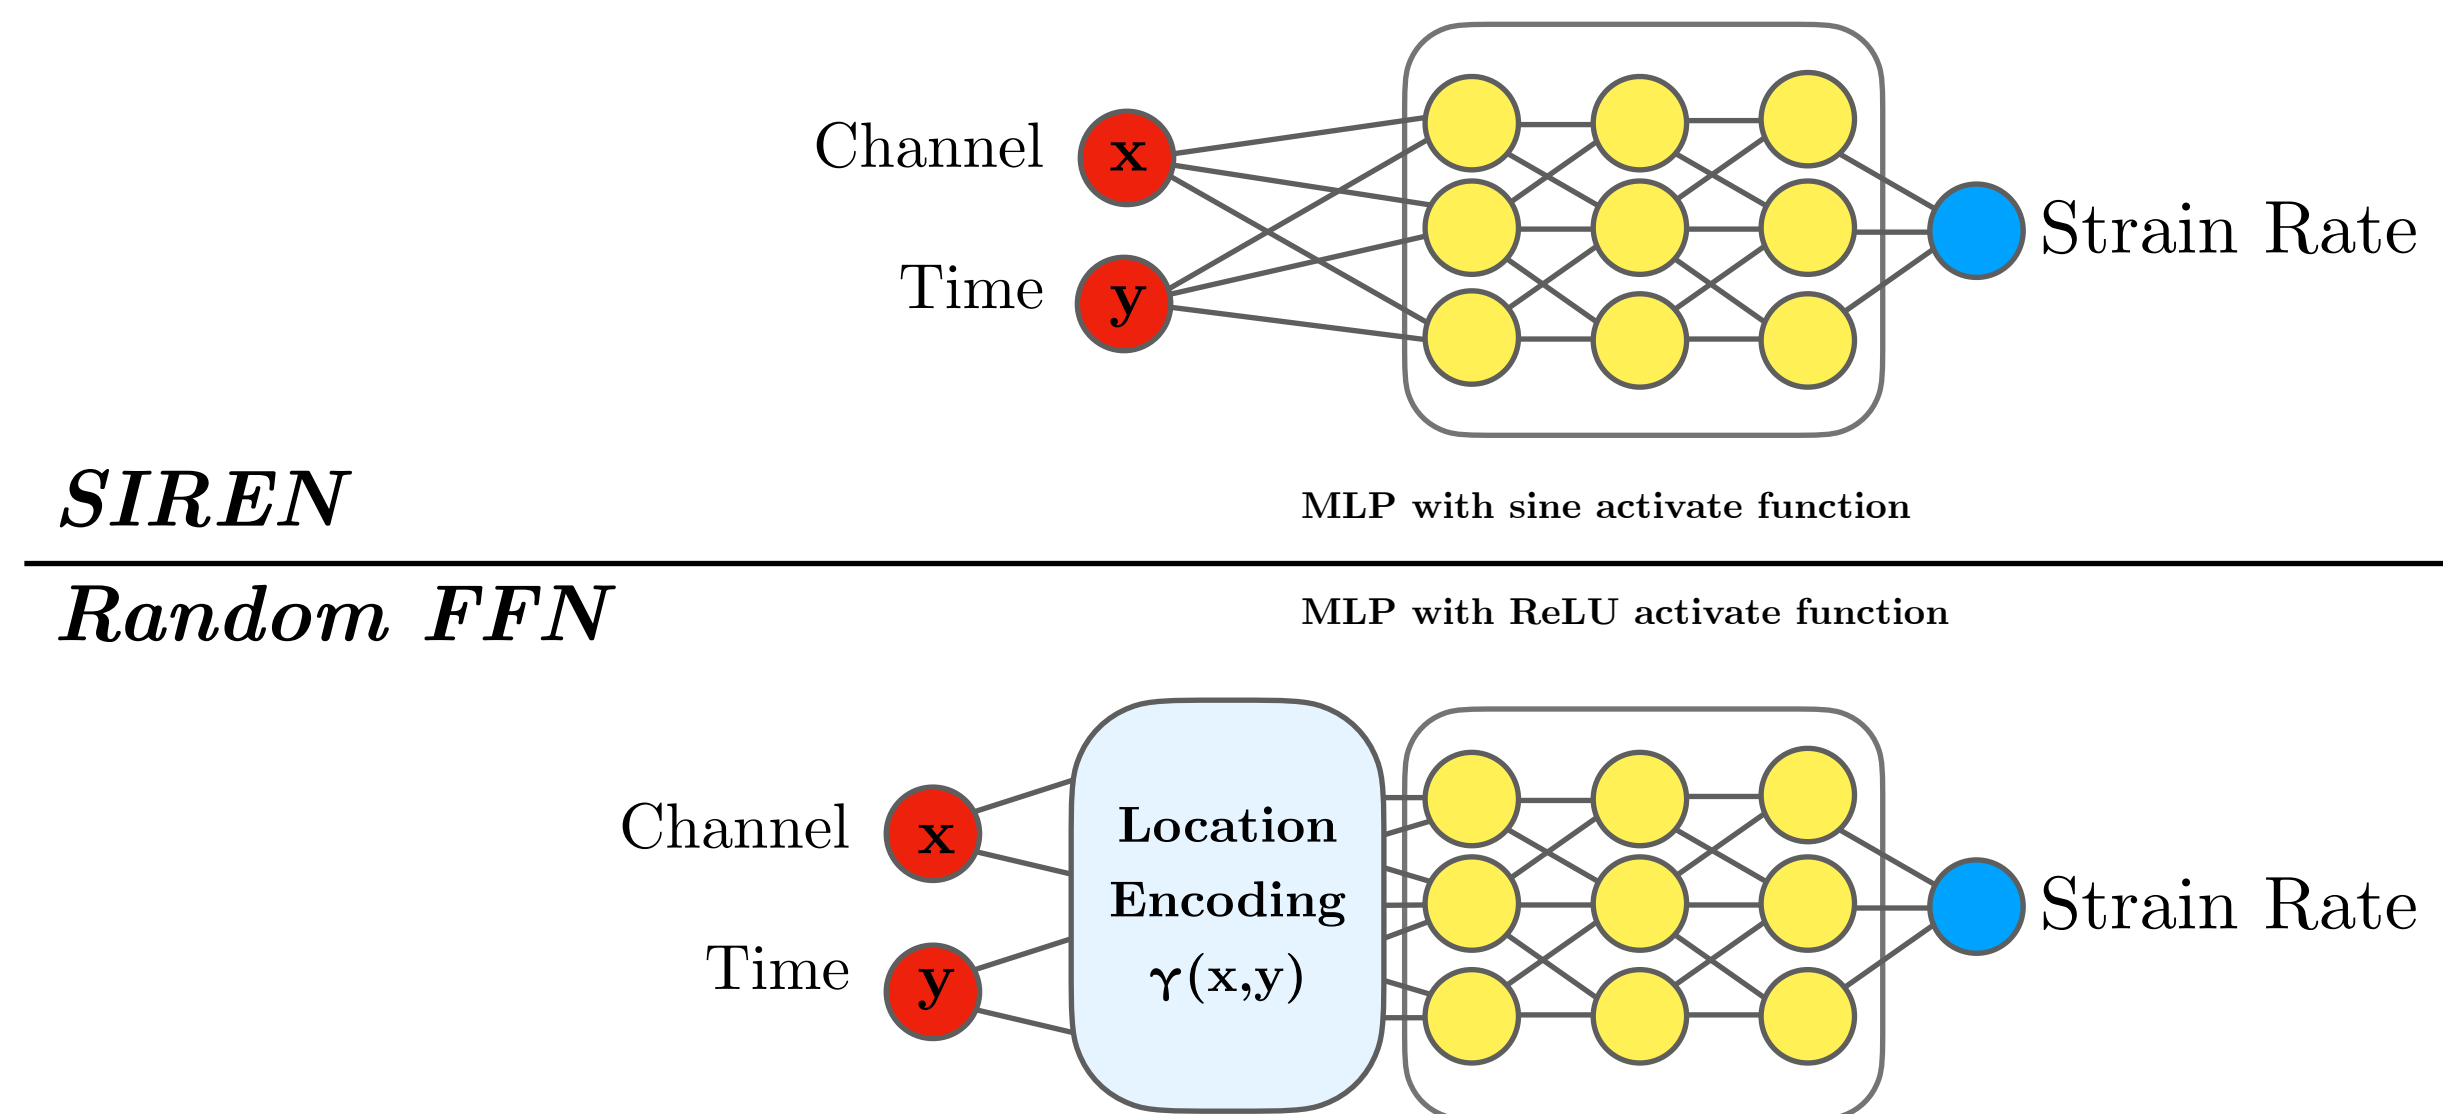 Channel
x
Time
y
Strain Rate
SIREN
MLP with sine activate function
Random FFN
MLP with ReLU activate function
Channel
x
Time
y
Location
Encoding
γ(x,y)
Strain Rate